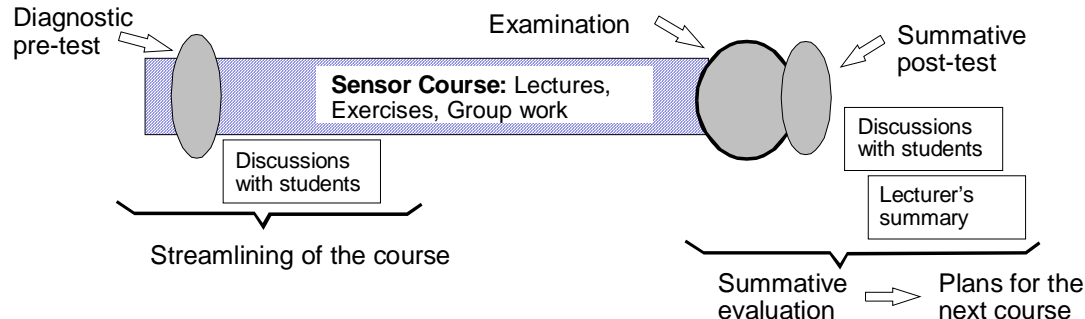 Diagnostic
pre-test
Examination
Summative
post-test
Sensor Course: Lectures,
Exercises, Group work
Discussions
with students
Discussions
with students
Lecturer's
summary
Streamlining of the course
Summative
evaluation
Plans for the
next course